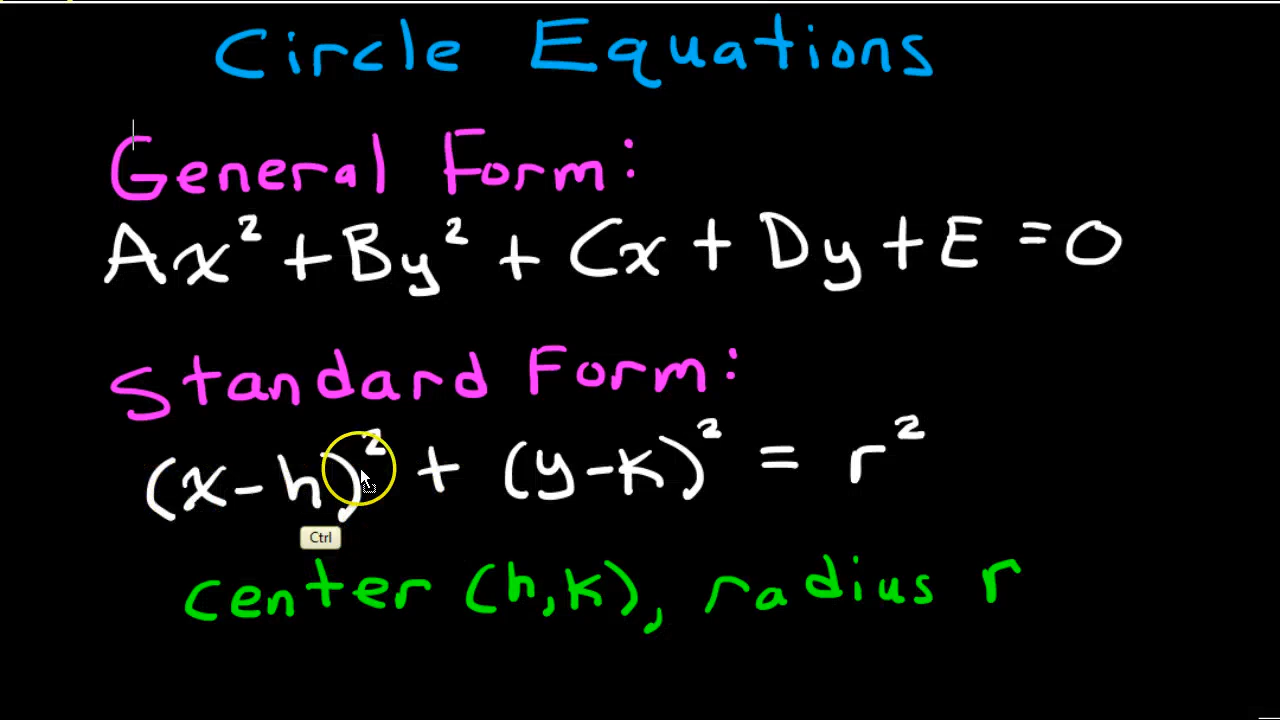 Circle Equations
General Form:
Ax² + By² + Cx + Dy + E = 0
Standard Form:
(x - h)² + (y - k)² = r²
Ctrl
center (h, k), radius r